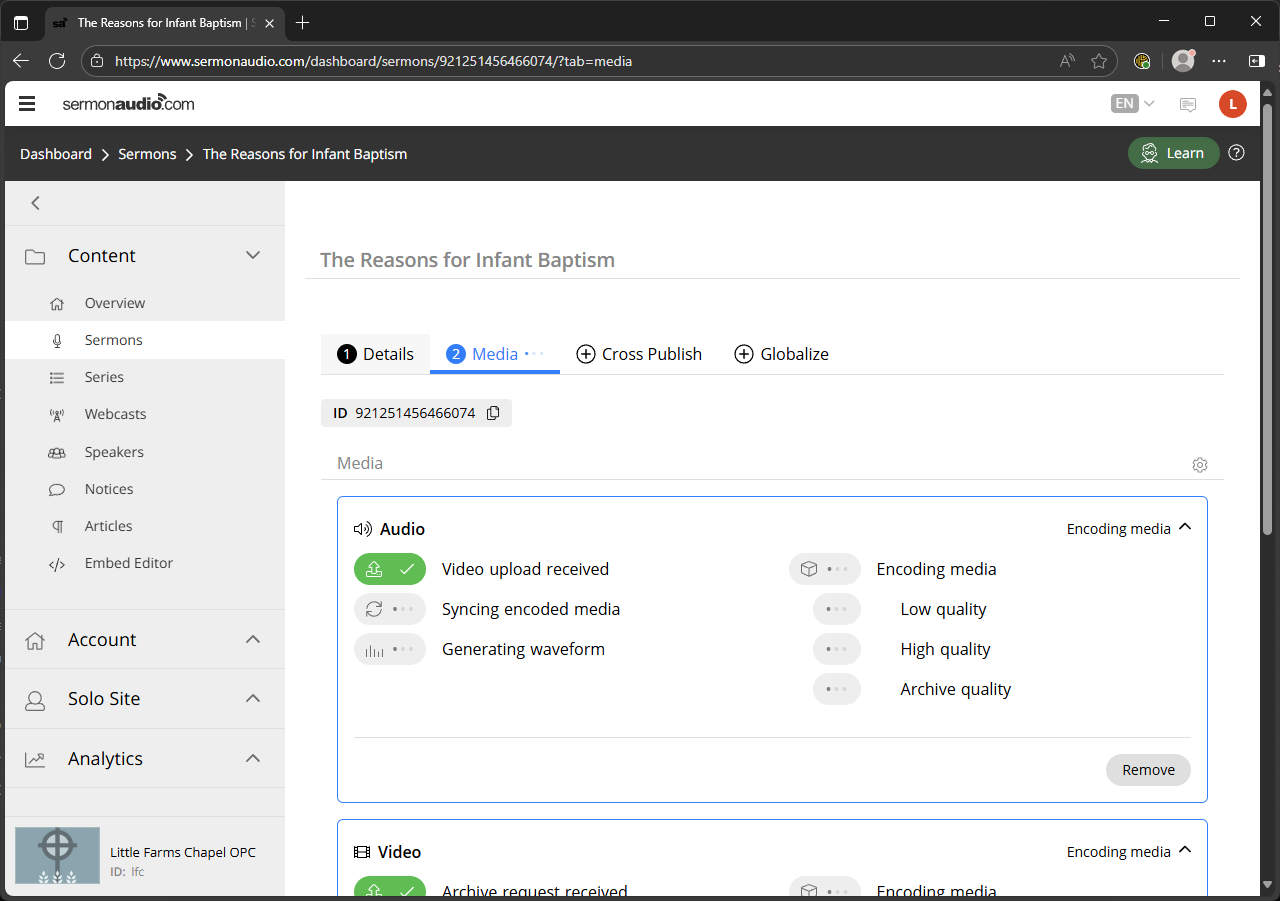 The Reasons for Infant Baptism |
https://www.sermonaudio.com/dashboard/sermons/921251456466074/?tab=media
sermonaudio.com
EN
L
Dashboard
Sermons
The Reasons for Infant Baptism
Learn
Content
Overview
Sermons
Series
Webcasts
Speakers
Notices
Articles
Embed Editor
Account
Solo Site
Analytics
Little Farms Chapel OPC
ID: lfc
The Reasons for Infant Baptism
1 Details
2 Media
Cross Publish
Globalize
ID 921251456466074
Media
Audio
Encoding media
Video upload received
Syncing encoded media
Generating waveform
Encoding media
Low quality
High quality
Archive quality
Remove
Video
Encoding media
Archive request received
Encoding media